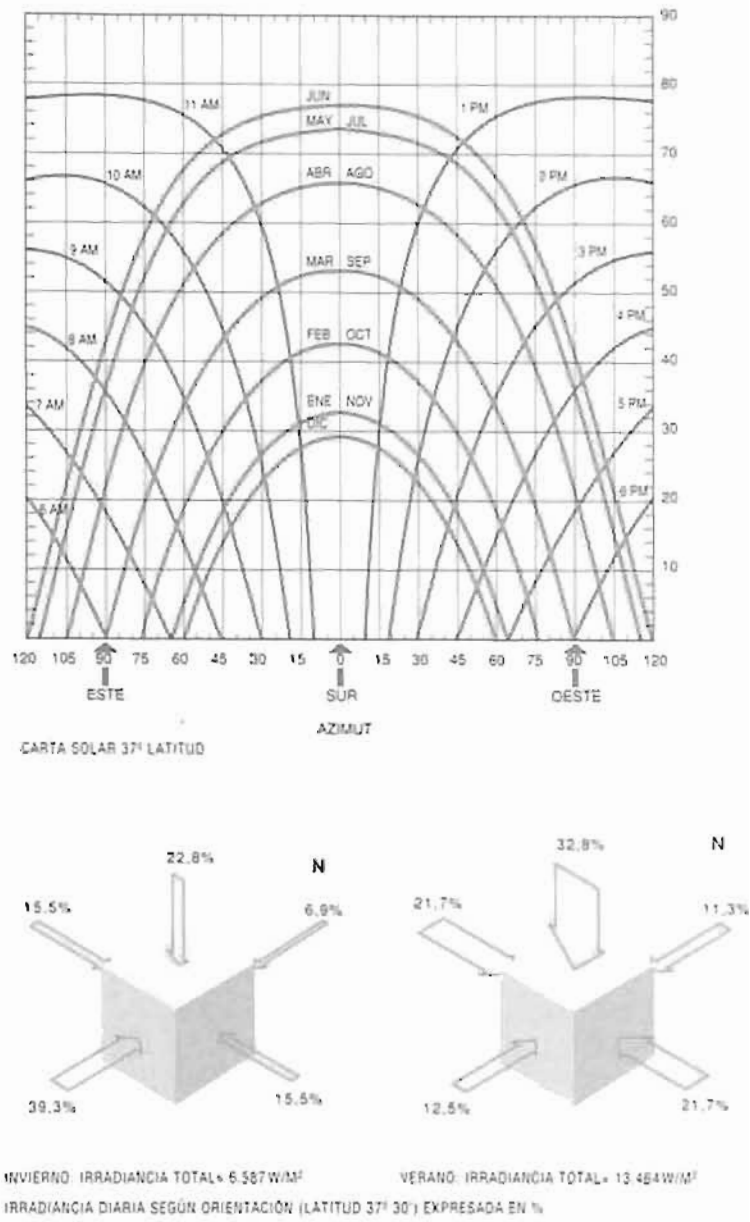 90
80
70
60
50
40
30
20
10
11 AM
10 AM
9 AM
8 AM
7 AM
6 AM
JUN
MAY JUL
ABR AGO
MAR SEP
FEB OCT
ENE NOV
DIC
1 PM
2 PM
3 PM
4 PM
5 PM
6 PM
120 105 90 75 60 45 30 15 0 15 30 45 60 75 90 105 120
ESTE SUR OESTE
AZIMUT
CARTA SOLAR 37º LATITUD
22,8%
N
15,5%
6,9%
39,3%
15,5%
32,8%
N
21,7%
11,3%
12,5%
21,7%
INVIERNO: IRRADIANCIA TOTAL= 6.587 W/M²
VERANO: IRRADIANCIA TOTAL= 13.464 W/M²
IRRADIANCIA DIARIA SEGÚN ORIENTACIÓN (LATITUD 37º 30') EXPRESADA EN %